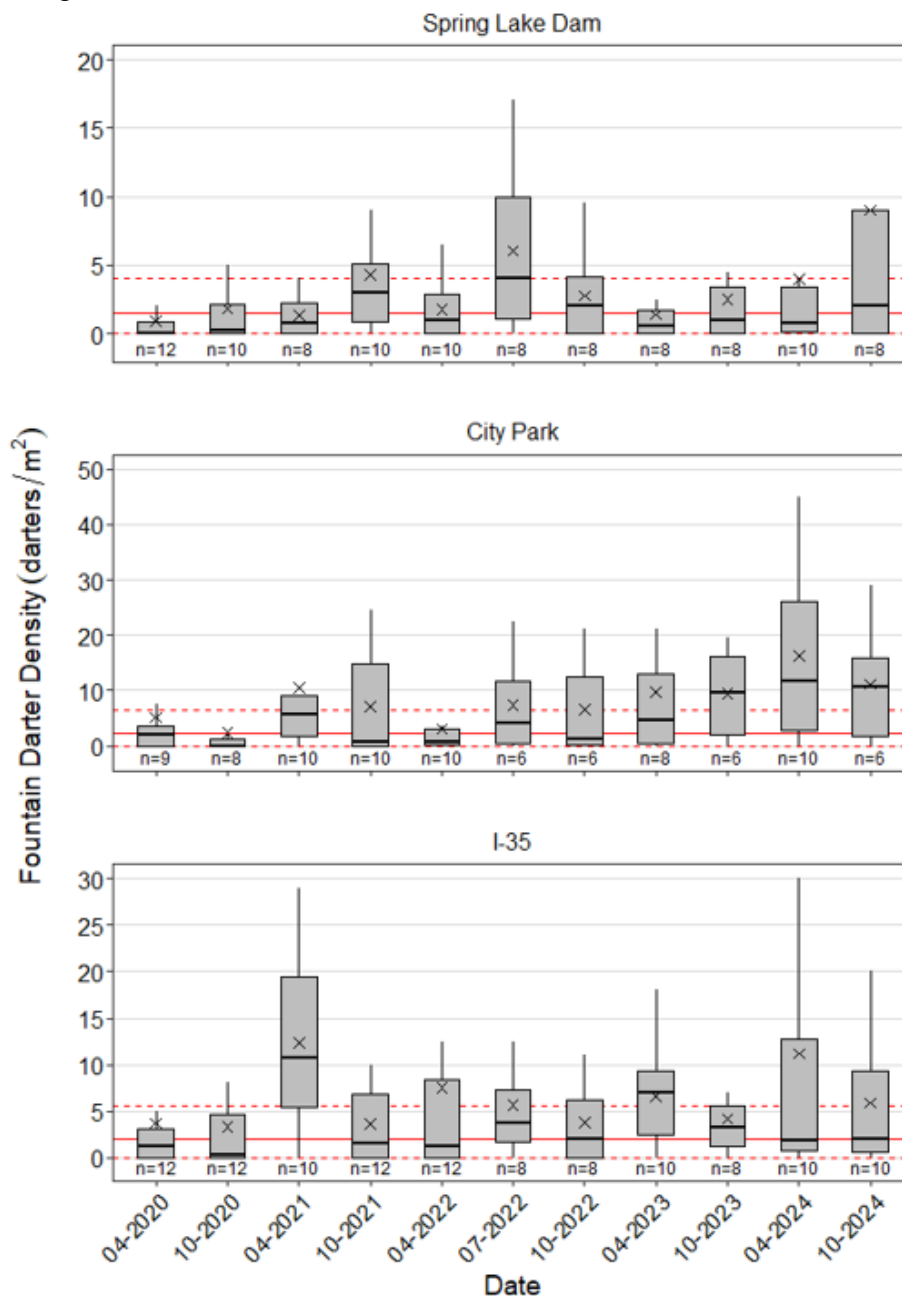 Spring Lake Dam
20
15
10
5
0
n=12 n=10 n=8 n=10 n=10 n=8 n=8 n=8 n=8 n=10 n=8
City Park
50
40
30
20
10
0
n=9 n=8 n=10 n=10 n=10 n=6 n=6 n=8 n=6 n=10 n=6
Fountain Darter Density (darters/m²)
I-35
30
25
20
15
10
5
0
n=12 n=12 n=10 n=12 n=12 n=8 n=8 n=10 n=8 n=10 n=10
04-2020 10-2020 04-2021 10-2021 04-2022 07-2022 10-2022 04-2023 10-2023 04-2024 10-2024
Date